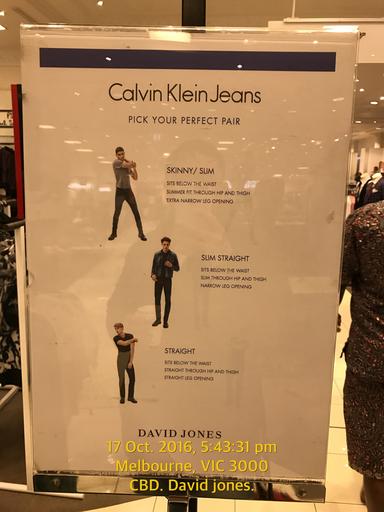 Calvin Klein Jeans
PICK YOUR PERFECT PAIR
SKINNY/ SLIM
SITS BELOW THE WAIST
SLIMMER FIT THROUGH HIP AND THIGH
EXTRA NARROW LEG OPENING
SLIM STRAIGHT
SITS BELOW THE WAIST
SLIM THROUGH HIP AND THIGH
NARROW LEG OPENING
STRAIGHT
SITS BELOW THE WAIST
STRAIGHT THROUGH HIP AND THIGH
STRAIGHT LEG OPENING
DAVID JONES
17 Oct. 2016, 5:43:31 pm
Melbourne, VIC 3000
CBD. David jones.